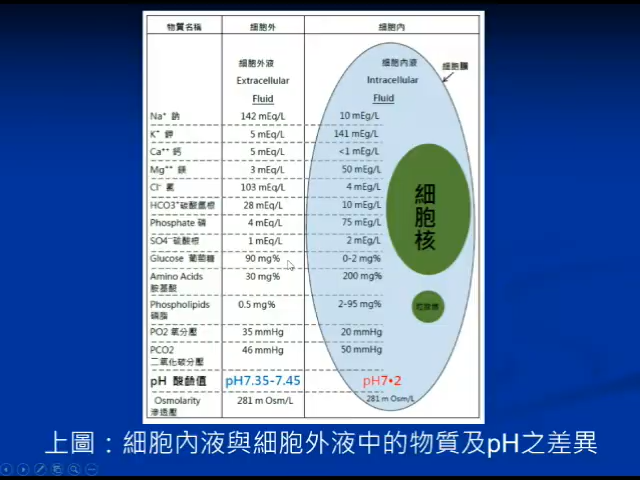 物質名稱 細胞外 細胞內
細胞外液 細胞內液 細胞膜
Extracellular Intracellular
Fluid Fluid
Na⁺ 鈉 142 mEq/L 10 mEg/L
K⁺ 鉀 5 mEq/L 141 mEg/L
Ca⁺⁺ 鈣 5 mEq/L <1 mEg/L
Mg⁺⁺ 鎂 3 mEq/L 50 mEg/L
Cl⁻ 氯 103 mEq/L 4 mEg/L
HCO3⁺碳酸氫根 28 mEq/L 10 mEg/L
Phosphate 磷 4 mEq/L 75 mEg/L
SO4⁻硫酸根 1 mEq/L 2 mEg/L
細胞核
Glucose 葡萄糖 90 mg% 0-2 mg%
Amino Acids 30 mg% 200 mg%
胺基酸
Phospholipids 0.5 mg% 2-95 mg%
磷脂
PO2 氧分壓 35 mmHg 20 mmHg
PCO2 46 mmHg 50 mmHg
二氧化碳分壓
pH 酸鹼值 pH7.35-7.45 pH7•2
Osmolarity 281 m Osm/L 281 m Osm/L
滲透壓
上圖：細胞內液與細胞外液中的物質及pH之差異